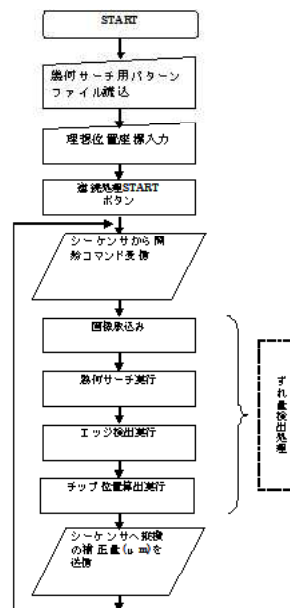 START
幾何サーチ用パターン
ファイル読込
理想位置座標入力
連続処理START
ボタン
シーケンサから開
始コマンド受信
画像取込み
幾何サーチ実行
エッジ検出実行
チップ位置算出実行
シーケンサへ基板
の補正量(μm)を
送信
ずれ量検出処理